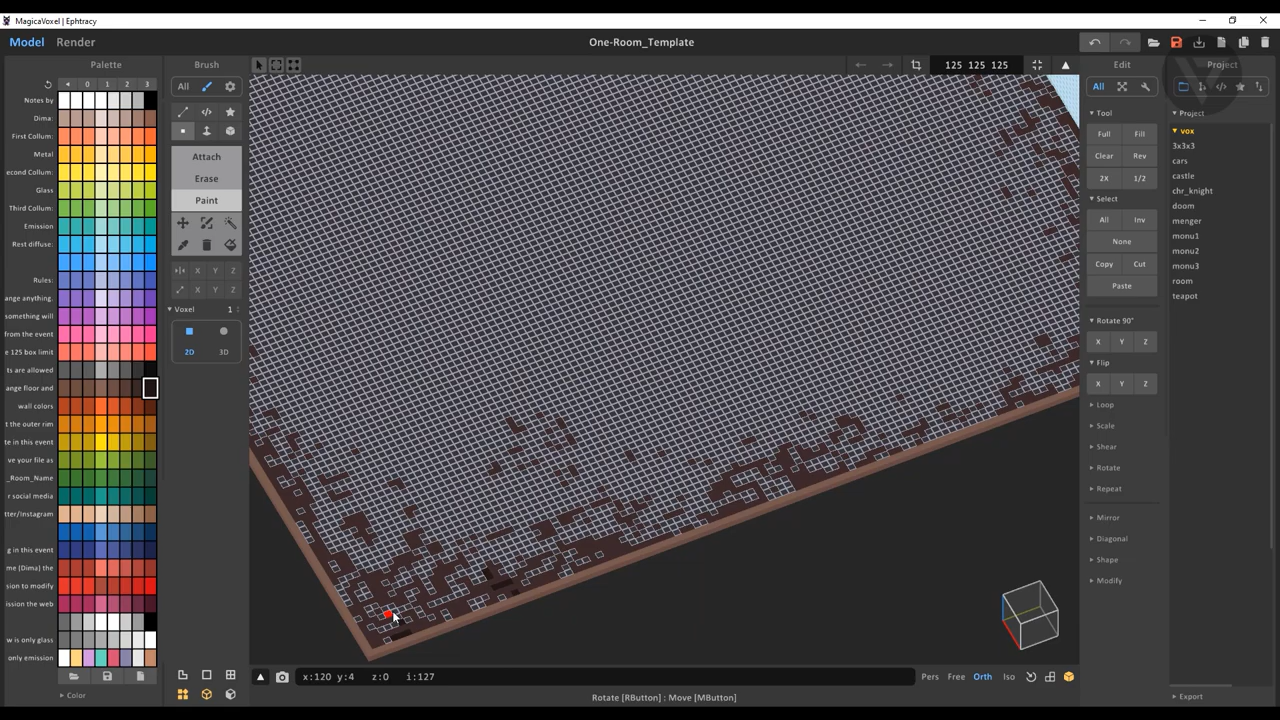 MagicaVoxel | Ephtracy
Model Render
One-Room_Template
Palette
0 1 2 3
Notes by
Dima:
First Collum:
Metal
econd Collum:
Glass
Third Collum:
Emission
Rest diffuse:
Rules:
ange anything.
something will
from the event
e 125 box limit
ts are allowed
ange floor and
wall colors
t the outer rim
te in this event
ve your file as
_Room_Name
r social media
tter/Instagram
g in this event
me (Dima) the
sion to modify
ission the web
w is only glass
only emission
Color
Brush
All
Attach
Erase
Paint
X Y Z
X Y Z
Voxel 1
2D 3D
125 125 125
x:120 y:4 z:0 i:127
Pers Free Orth Iso
Rotate [RButton] : Move [MButton]
Edit
All
Tool
Full Fill
Clear Rev
2X 1/2
Select
All Inv
None
Copy Cut
Paste
Rotate 90°
X Y Z
Flip
X Y Z
Loop
Scale
Shear
Rotate
Repeat
Mirror
Diagonal
Shape
Modify
Project
Project
vox
3x3x3
cars
castle
chr_knight
doom
menger
monu1
monu2
monu3
room
teapot
Export